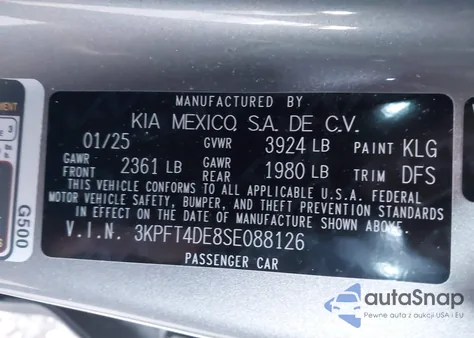 MANUFACTURED BY
KIA MEXICO, S.A. DE C.V.
01/25 GVWR 3924 LB PAINT KLG
GAWR FRONT 2361 LB GAWR REAR 1980 LB TRIM DFS
THIS VEHICLE CONFORMS TO ALL APPLICABLE U.S.A. FEDERAL
MOTOR VEHICLE SAFETY, BUMPER, AND THEFT PREVENTION STANDARDS
IN EFFECT ON THE DATE OF MANUFACTURE SHOWN ABOVE.
V.I.N. 3KPFT4DE8SE088126
PASSENGER CAR
G500
3
autoSnap
Pewne auta z aukcji USA i EU